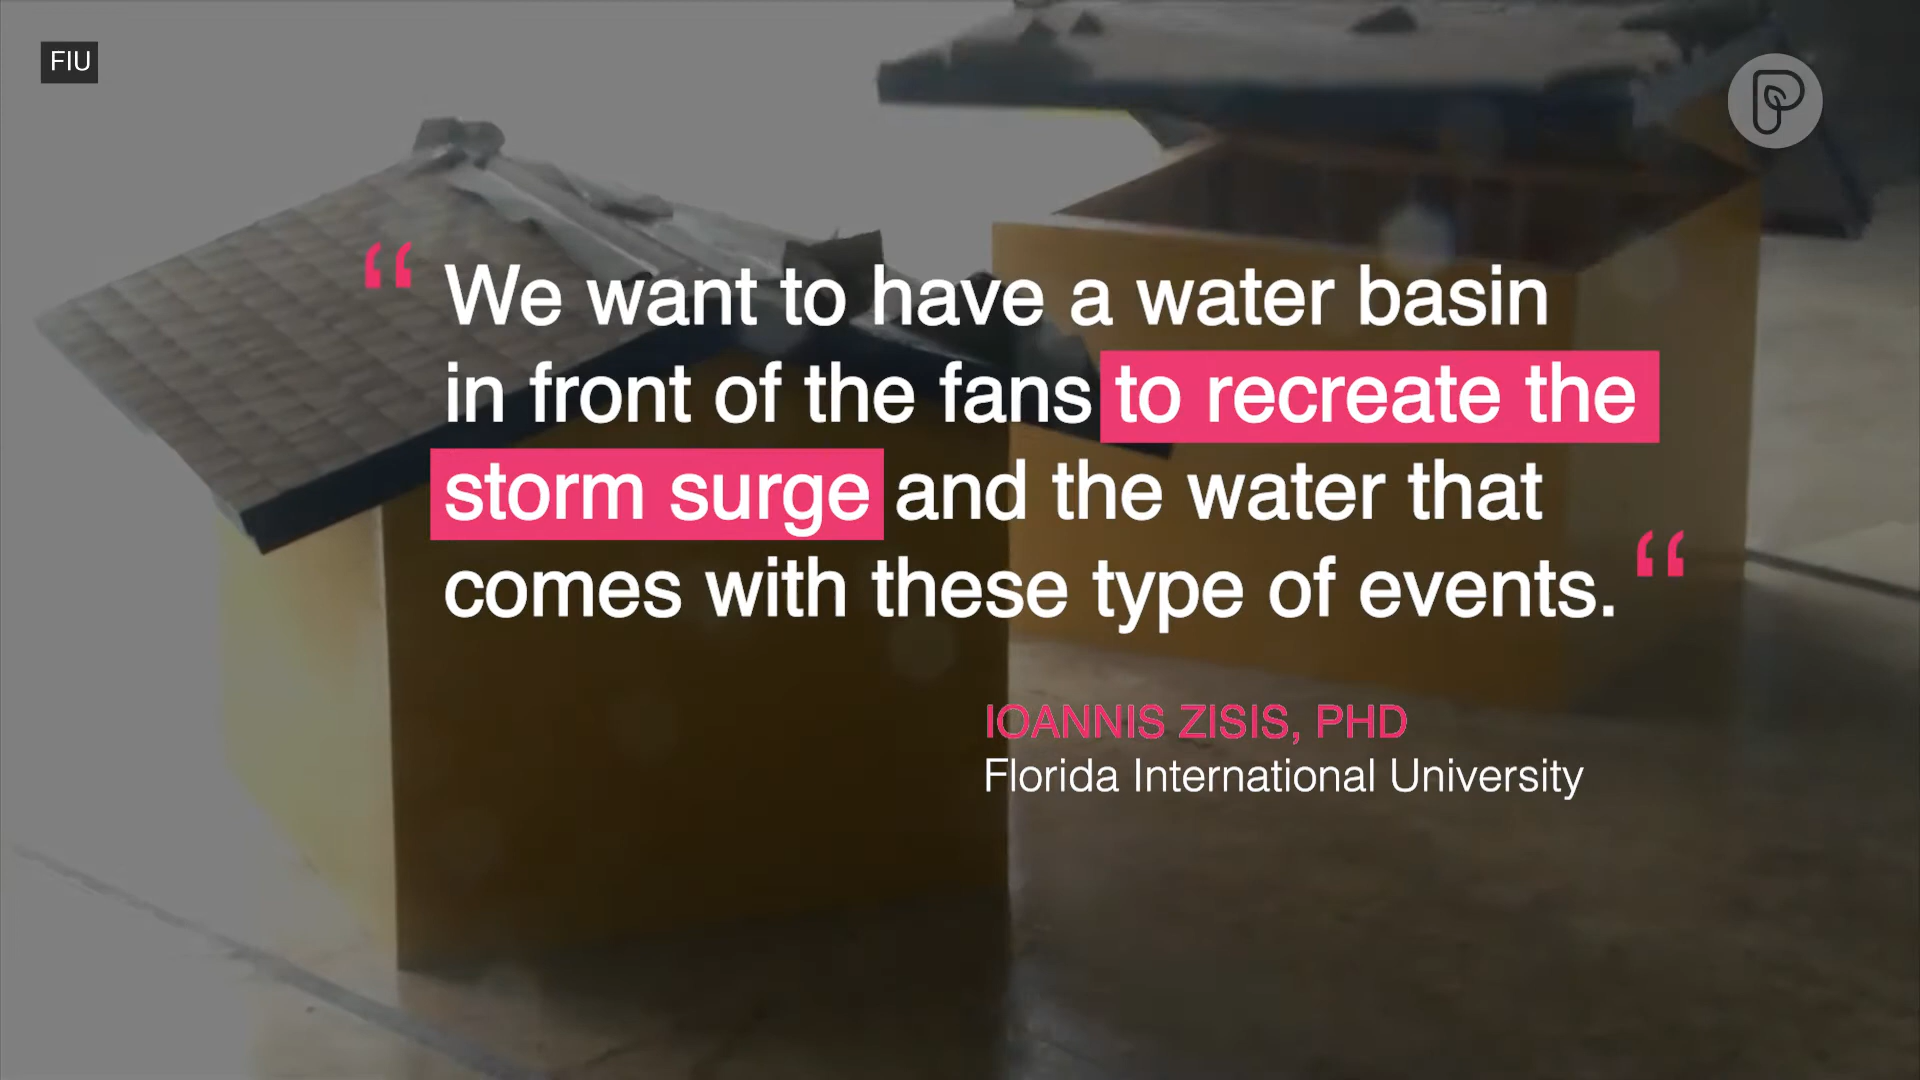 FIU
“ We want to have a water basin
in front of the fans to recreate the
storm surge and the water that
comes with these type of events. “
IOANNIS ZISIS, PHD
Florida International University